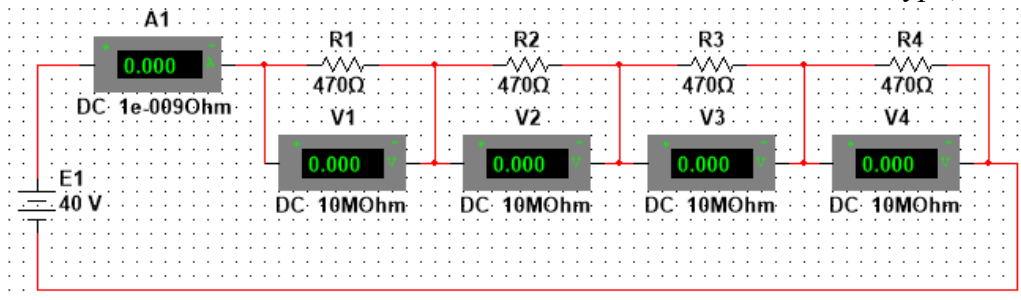 A1
0.000 A
DC 1e-009Ohm
R1
470Ω
R2
470Ω
R3
470Ω
R4
470Ω
V1
0.000 V
DC 10MOhm
V2
0.000 V
DC 10MOhm
V3
0.000 V
DC 10MOhm
V4
0.000 V
DC 10MOhm
E1
40 V